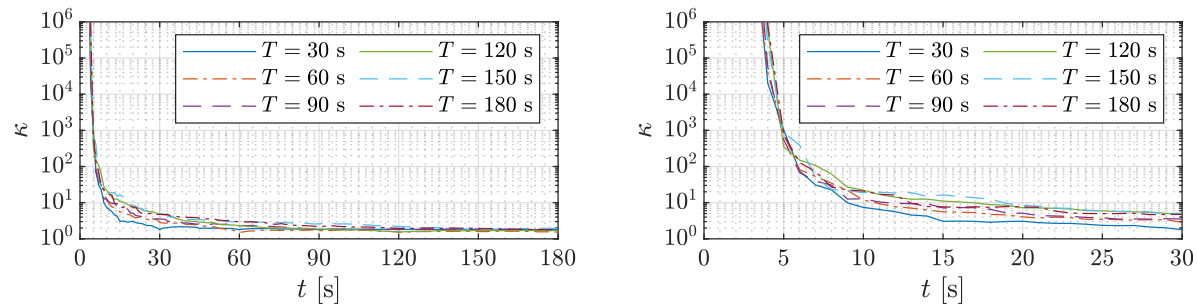 10^6
10^5
10^4
10^3
10^2
10^1
10^0
κ
T = 30 s
T = 60 s
T = 90 s
T = 120 s
T = 150 s
T = 180 s
0 30 60 90 120 150 180
t [s]
10^6
10^5
10^4
10^3
10^2
10^1
10^0
κ
T = 30 s
T = 60 s
T = 90 s
T = 120 s
T = 150 s
T = 180 s
0 5 10 15 20 25 30
t [s]